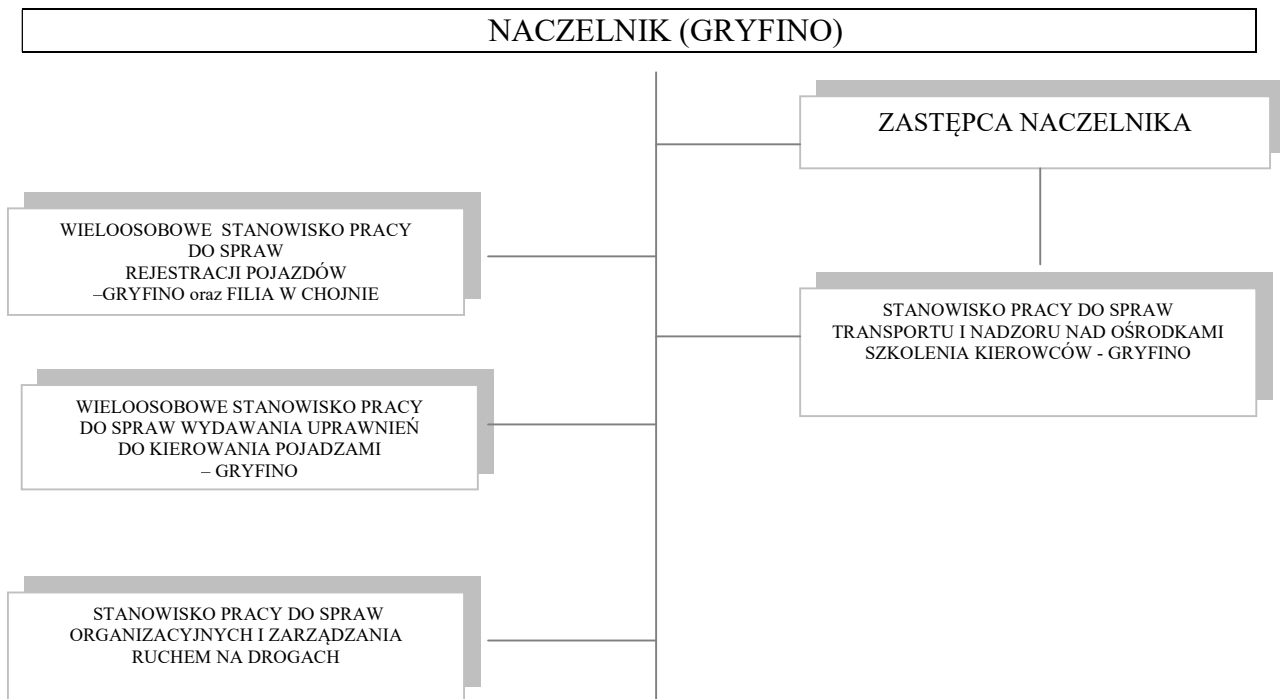 NACZELNIK (GRYFINO)
ZASTĘPCA NACZELNIKA
WIELOOSOBOWE STANOWISKO PRACY
DO SPRAW
REJESTRACJI POJAZDÓW
–GRYFINO oraz FILIA W CHOJNIE
STANOWISKO PRACY DO SPRAW
TRANSPORTU I NADZORU NAD OŚRODKAMI
SZKOLENIA KIEROWCÓW - GRYFINO
WIELOOSOBOWE STANOWISKO PRACY
DO SPRAW WYDAWANIA UPRAWNIEŃ
DO KIEROWANIA POJADZAMI
– GRYFINO
STANOWISKO PRACY DO SPRAW
ORGANIZACYJNYCH I ZARZĄDZANIA
RUCHEM NA DROGACH